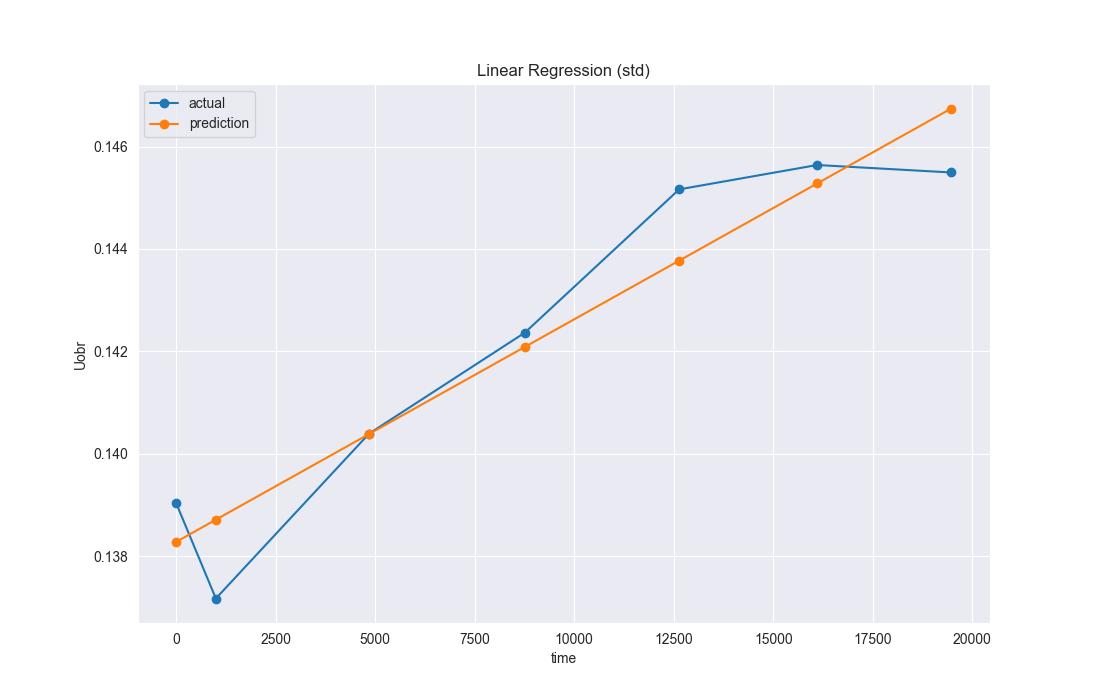 Linear Regression (std)
actual
prediction
0.146
0.144
0.142
0.140
0.138
Uobr
0 2500 5000 7500 10000 12500 15000 17500 20000
time